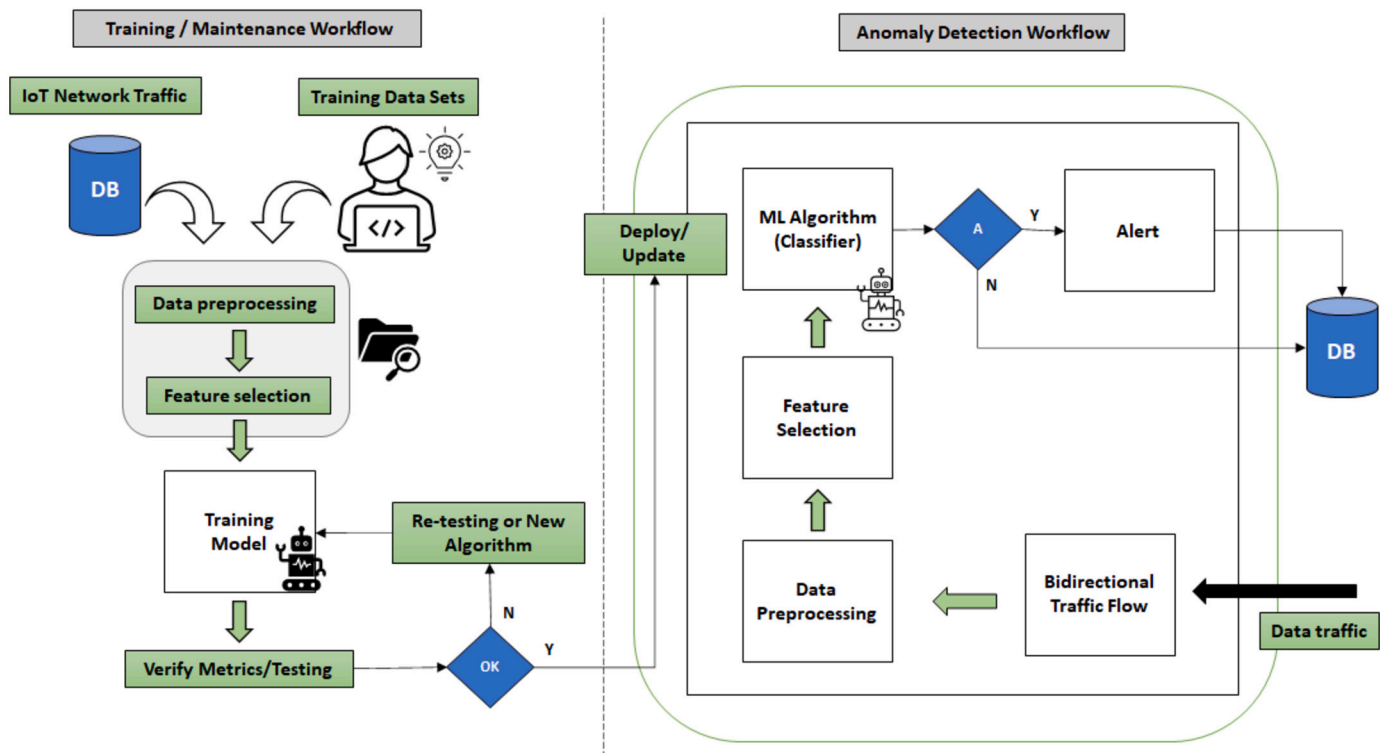 Training / Maintenance Workflow
IoT Network Traffic
Training Data Sets
DB
</>
Data preprocessing
Feature selection
Training
Model
Re-testing or New
Algorithm
N
Verify Metrics/Testing
OK
Y
Anomaly Detection Workflow
Deploy/
Update
ML Algorithm
(Classifier)
A
Y
N
Alert
DB
Feature
Selection
Data
Preprocessing
Bidirectional
Traffic Flow
Data traffic